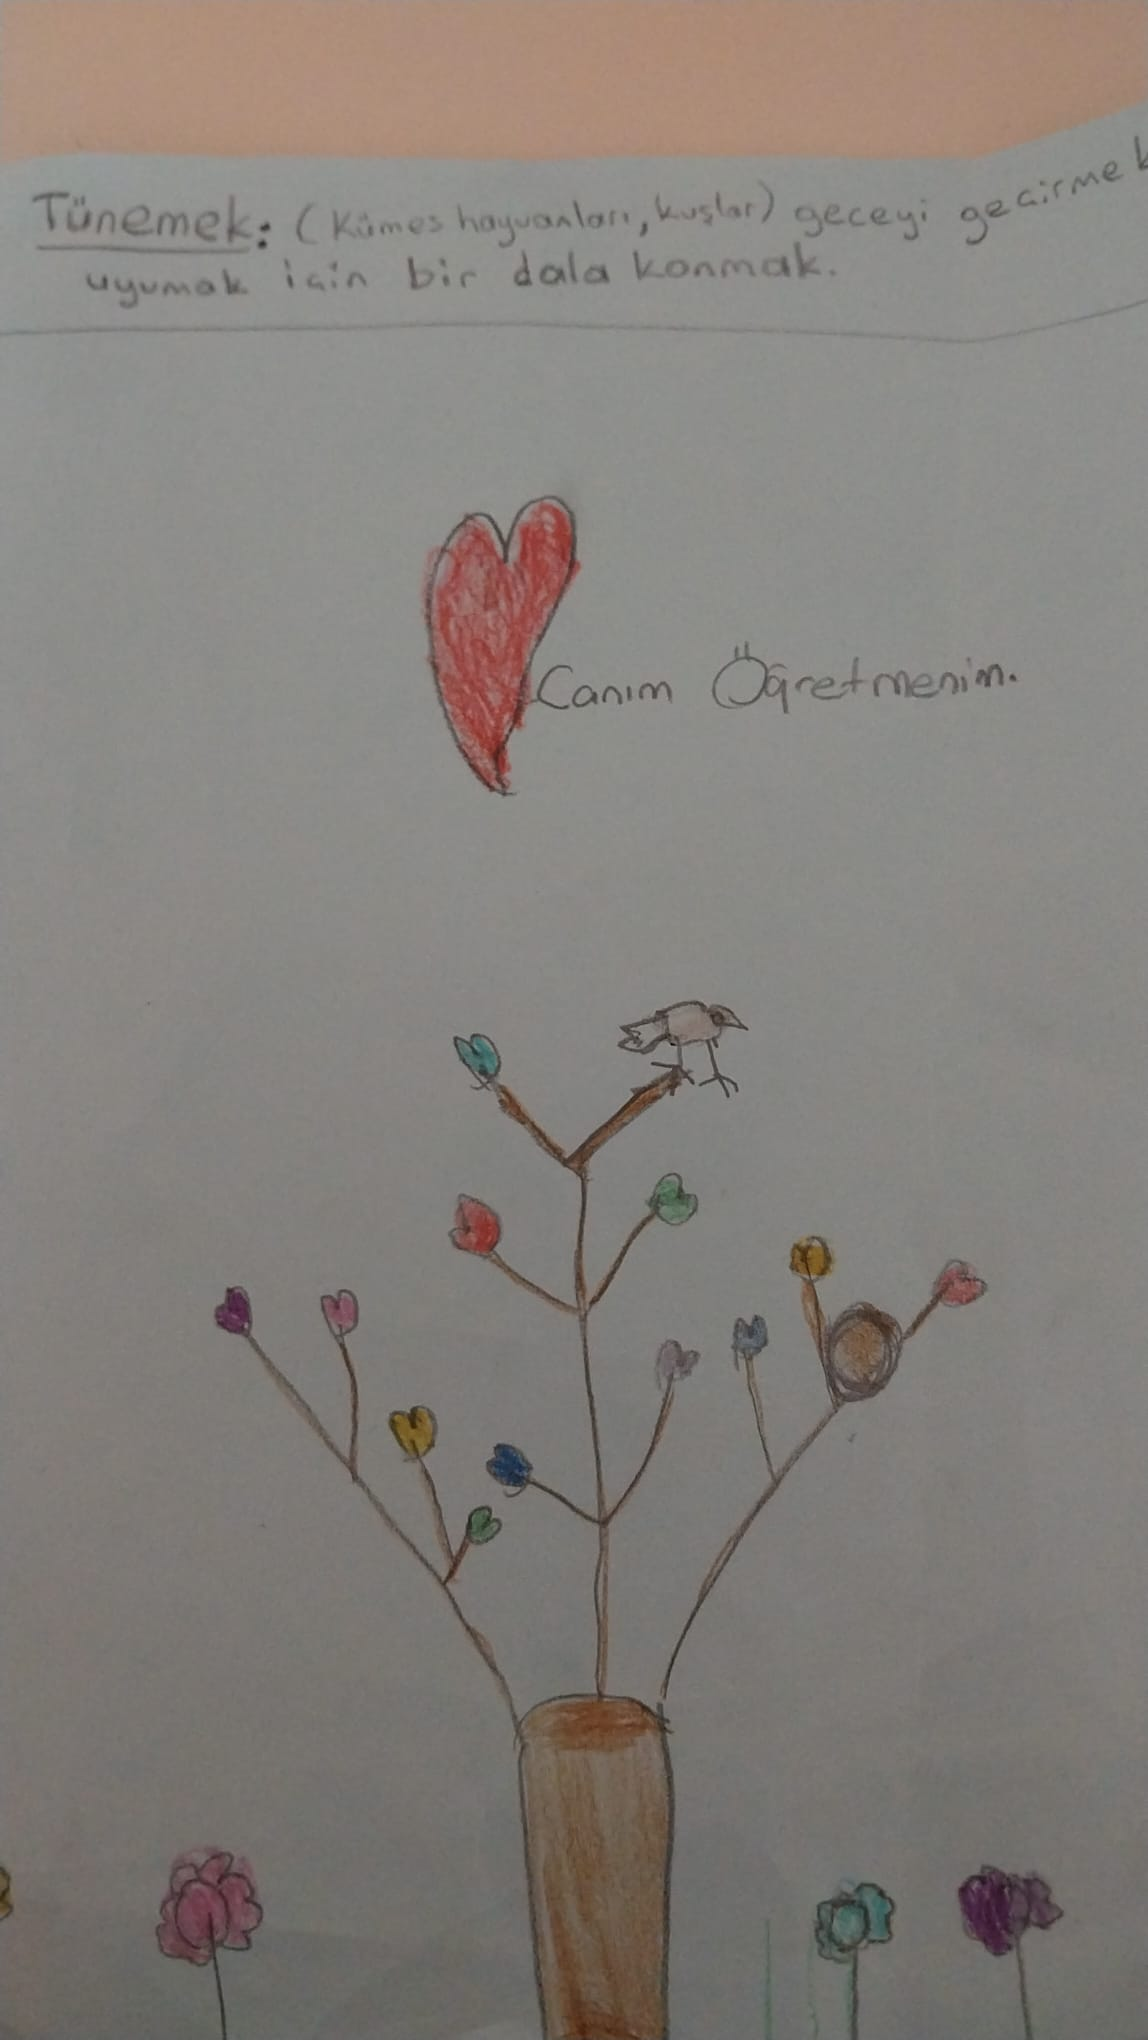 Tünemek: (Kümes hayvanları, kuşlar) geceyi geçirmek
uyumak için bir dala konmak.
Canım Öğretmenim.